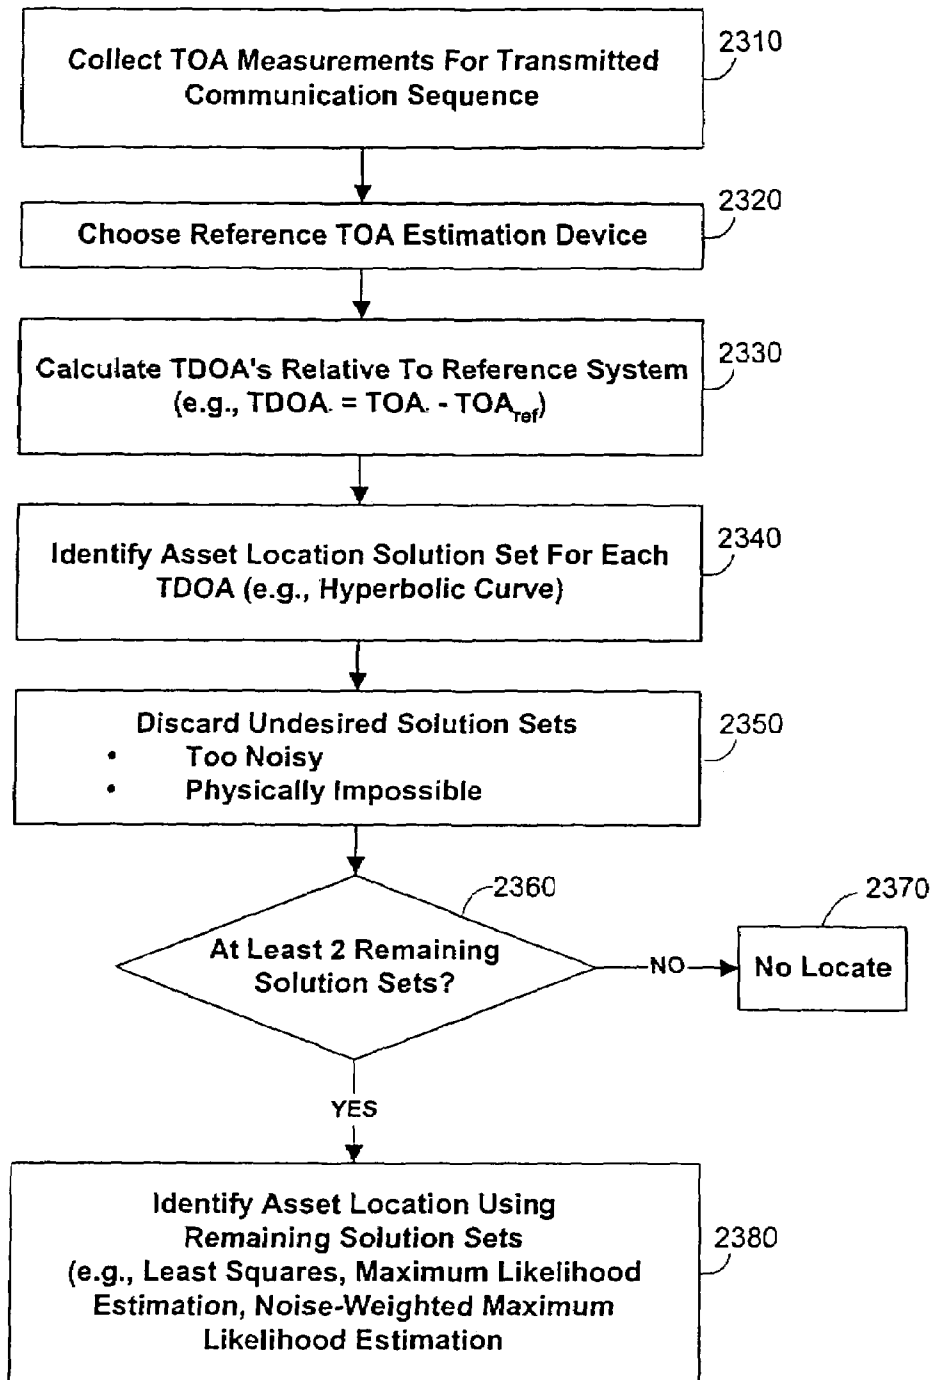 Collect TOA Measurements For Transmitted
Communication Sequence
2310
Choose Reference TOA Estimation Device
2320
Calculate TDOA's Relative To Reference System
(e.g., TDOA. = TOA. - TOAref)
2330
Identify Asset Location Solution Set For Each
TDOA (e.g., Hyperbolic Curve)
2340
Discard Undesired Solution Sets
• Too Noisy
• Physically Impossible
2350
At Least 2 Remaining
Solution Sets?
2360
NO
No Locate
2370
YES
Identify Asset Location Using
Remaining Solution Sets
(e.g., Least Squares, Maximum Likelihood
Estimation, Noise-Weighted Maximum
Likelihood Estimation
2380